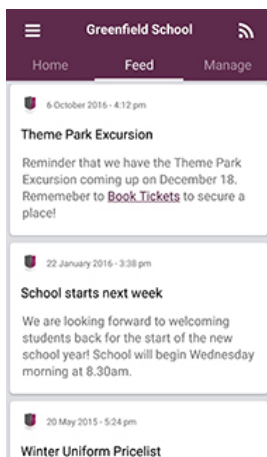 Greenfield School
Home Feed Manage
6 October 2016 - 4:12 pm
Theme Park Excursion
Reminder that we have the Theme Park
Excursion coming up on December 18.
Rememeber to Book Tickets to secure a
place!
22 January 2016 - 3:38 pm
School starts next week
We are looking forward to welcoming
students back for the start of the new
school year! School will begin Wednesday
morning at 8.30am.
20 May 2015 - 5:24 pm
Winter Uniform Pricelist